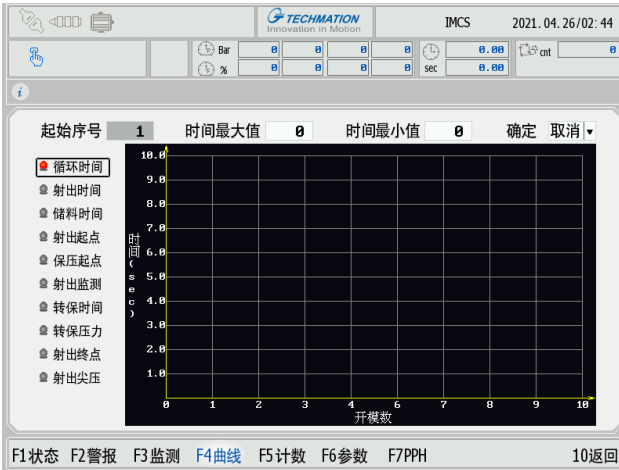 TECHMATION
Innovation in Motion
IMCS
2021.04.26/02:44
Bar 0 0 0 0 0.00 cnt 0
% 0 0 0 0 sec 0.00
i
起始序号 1 时间最大值 0 时间最小值 0 确定 取消
循环时间
射出时间
储料时间
射出起点
保压起点
射出监测
转保时间
转保压力
射出终点
射出尖压
时间(sec)
10.0
9.0
8.0
7.0
6.0
5.0
4.0
3.0
2.0
1.0
0 1 2 3 4 6 7 8 9 10
开模数
F1状态 F2警报 F3监测 F4曲线 F5计数 F6参数 F7PPH 10返回